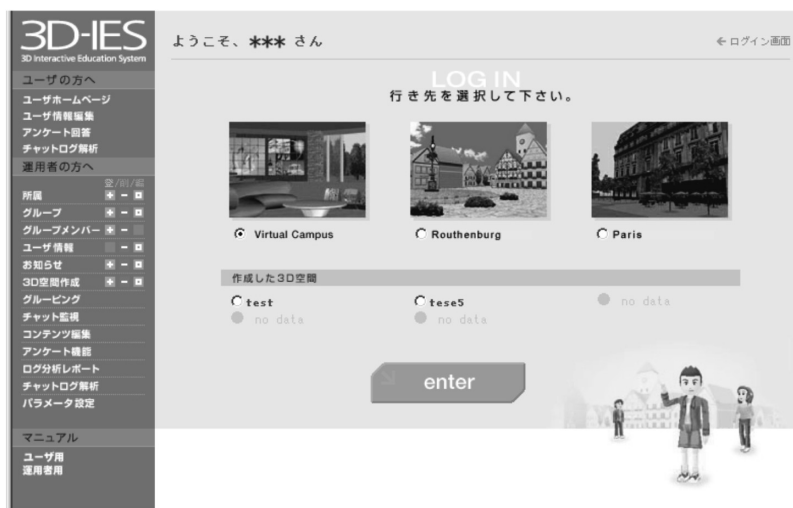 3D-IES
3D Interactive Education System
ようこそ、*** さん
← ログイン画面
ユーザの方へ
ユーザホームページ
ユーザ情報編集
アンケート回答
チャットログ解析
運用者の方へ
登/削/編
所属
グループ
グループメンバー
ユーザ情報
お知らせ
3D空間作成
グルーピング
チャット監視
コンテンツ編集
アンケート機能
ログ分析レポート
チャットログ解析
パラメータ設定
マニュアル
ユーザ用
運用者用
LOG IN
行き先を選択して下さい。
Virtual Campus
Routhenburg
Paris
作成した3D空間
test
tese5
no data
no data
no data
enter